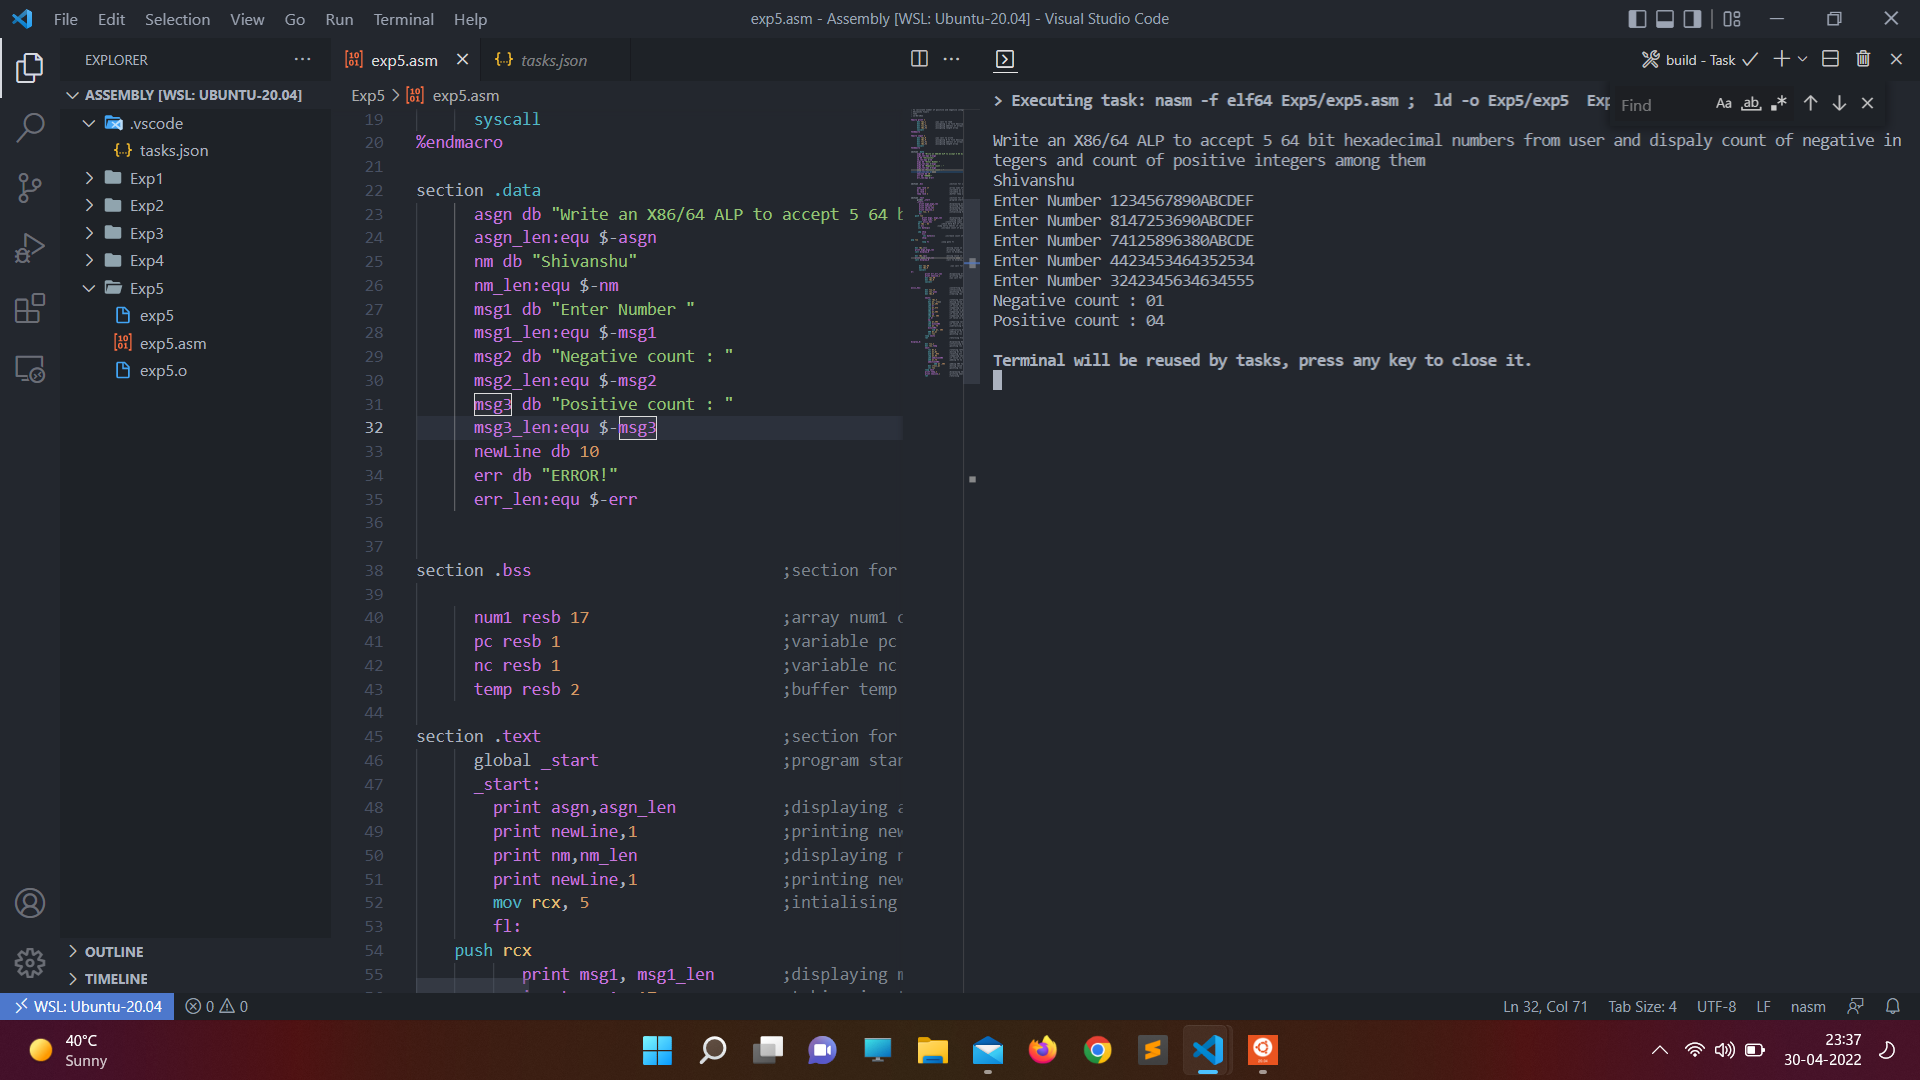 File Edit Selection View Go Run Terminal Help
exp5.asm - Assembly [WSL: Ubuntu-20.04] - Visual Studio Code
EXPLORER
ASSEMBLY [WSL: UBUNTU-20.04]
.vscode
tasks.json
Exp1
Exp2
Exp3
Exp4
Exp5
exp5
exp5.asm
exp5.o
OUTLINE
TIMELINE
exp5.asm
tasks.json
Exp5 > exp5.asm
19 syscall
20 %endmacro
21
22 section .data
23 asgn db "Write an X86/64 ALP to accept 5 64 b
24 asgn_len:equ $-asgn
25 nm db "Shivanshu"
26 nm_len:equ $-nm
27 msg1 db "Enter Number "
28 msg1_len:equ $-msg1
29 msg2 db "Negative count : "
30 msg2_len:equ $-msg2
31 msg3 db "Positive count : "
32 msg3_len:equ $-msg3
33 newLine db 10
34 err db "ERROR!"
35 err_len:equ $-err
36
37
38 section .bss ;section for
39
40 num1 resb 17 ;array num1
41 pc resb 1 ;variable pc
42 nc resb 1 ;variable nc
43 temp resb 2 ;buffer temp
44
45 section .text ;section for
46 global _start ;program star
47 _start:
48 print asgn,asgn_len ;displaying a
49 print newLine,1 ;printing new
50 print nm,nm_len ;displaying n
51 print newLine,1 ;printing new
52 mov rcx, 5 ;intialising
53 fl:
54 push rcx
55 print msg1, msg1_len ;displaying m
build - Task
> Executing task: nasm -f elf64 Exp5/exp5.asm ; ld -o Exp5/exp5 Exp
Find
Aa ab
Write an X86/64 ALP to accept 5 64 bit hexadecimal numbers from user and dispaly count of negative in
tegers and count of positive integers among them
Shivanshu
Enter Number 1234567890ABCDEF
Enter Number 8147253690ABCDEF
Enter Number 74125896380ABCDE
Enter Number 4423453464352534
Enter Number 3242345634634555
Negative count : 01
Positive count : 04
Terminal will be reused by tasks, press any key to close it.
WSL: Ubuntu-20.04 0 0
Ln 32, Col 71 Tab Size: 4 UTF-8 LF nasm
40°C
Sunny
23:37
30-04-2022